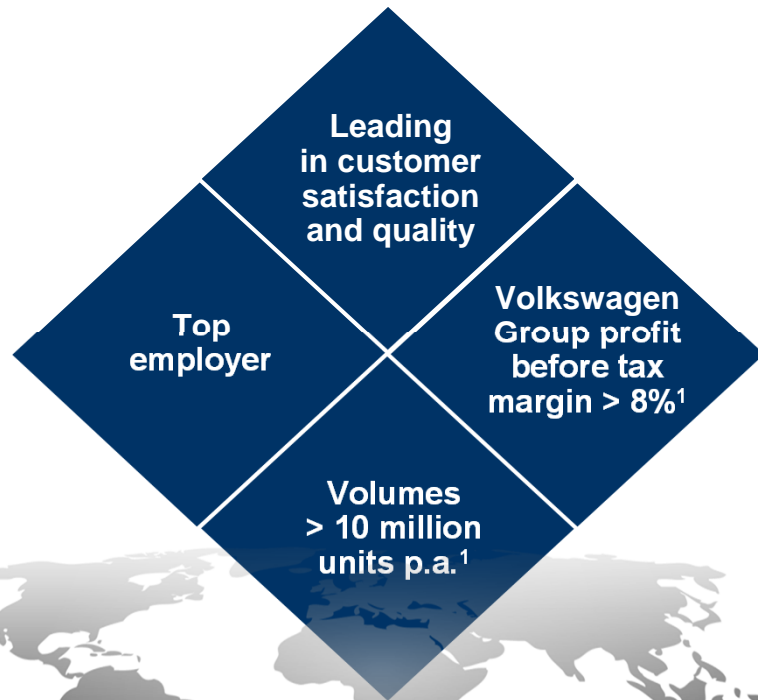 Leading
in customer
satisfaction
and quality
Top
employer
Volkswagen
Group profit
before tax
margin > 8%¹
Volumes
> 10 million
units p.a.¹